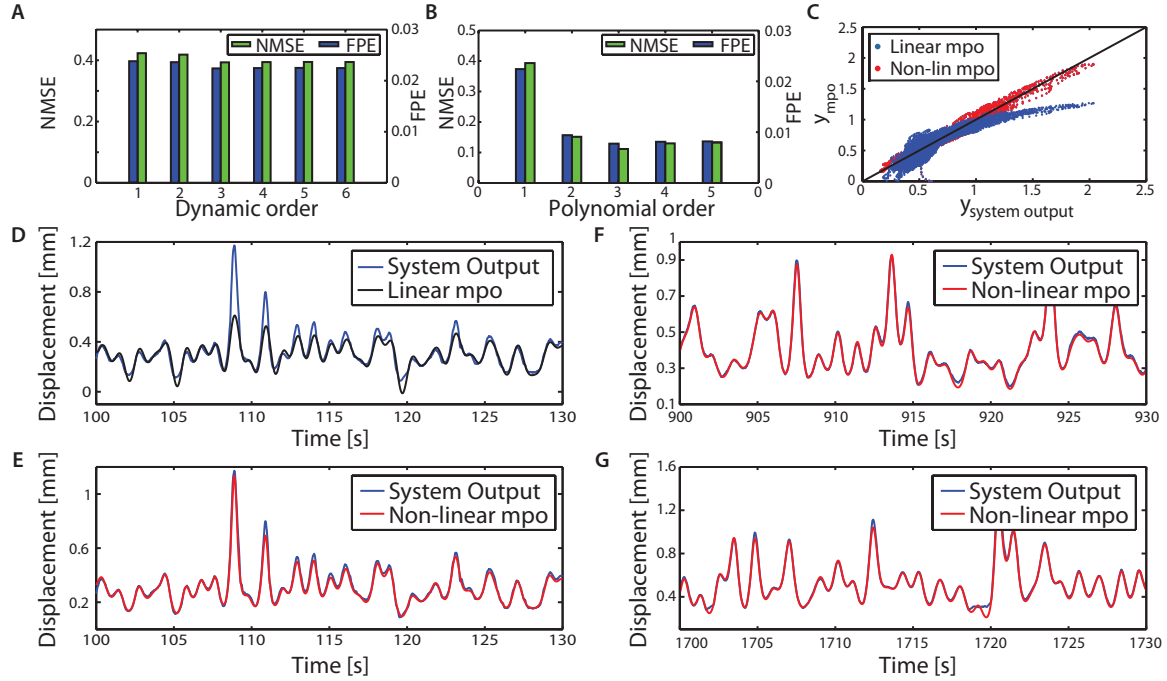 A
NMSE FPE
NMSE
0.4
0.2
0
0.03
0.02
0.01
0
FPE
1 2 3 4 5 6
Dynamic order
B
NMSE FPE
NMSE
0.5
0.4
0.3
0.2
0.1
0
0.03
0.02
0.01
0
FPE
0 1 2 3 4 5 0
Polynomial order
C
Linear mpo
Non-lin mpo
y mpo
2.5
2
1.5
1
0.5
0
0 0.5 1 1.5 2 2.5
y system output
D
System Output
Linear mpo
Displacement [mm]
1.2
0.8
0.4
0
100 105 110 115 120 125 130
Time [s]
F
System Output
Non-linear mpo
Displacement [mm]
1
0.9
0.7
0.5
0.3
0.1
900 905 910 915 920 925 930
Time [s]
E
System Output
Non-linear mpo
Displacement [mm]
1
0.6
0.2
100 105 110 115 120 125 130
Time [s]
G
System Output
Non-linear mpo
Displacement [mm]
1.6
1.2
0.8
0.4
1700 1705 1710 1715 1720 1725 1730
Time [s]